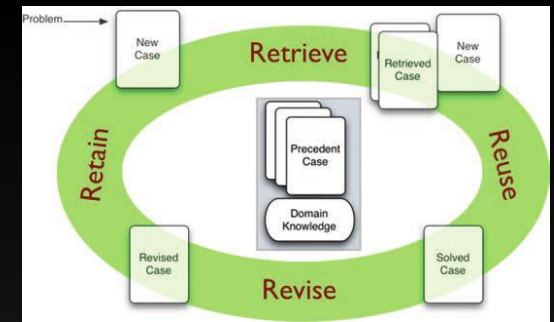 Problem
New
Case
Retrieve
Retrieved
Case
New
Case
Retain
Precedent
Case
Reuse
Domain
Knowledge
Revised
Case
Revise
Solved
Case